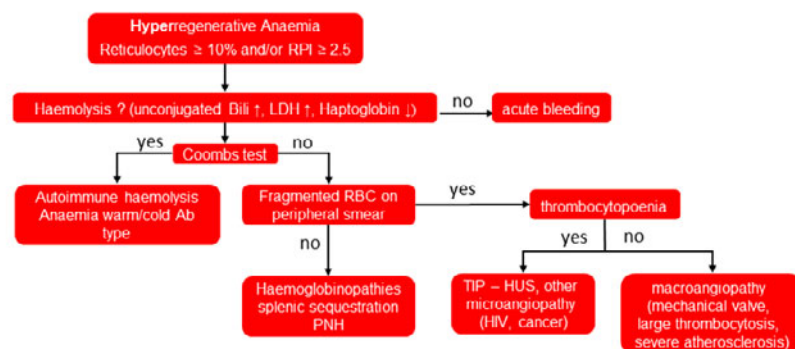 Hyperregenerative Anaemia
Reticulocytes ≥ 10% and/or RPI ≥ 2.5
Haemolysis ? (unconjugated Bili ↑, LDH ↑, Haptoglobin ↓)
no
acute bleeding
yes
Coombs test
no
Autoimmune haemolysis
Anaemia warm/cold Ab
type
Fragmented RBC on
peripheral smear
yes
thrombocytopoenia
no
yes
no
Haemoglobinopathies
splenic sequestration
PNH
TIP – HUS, other
microangiopathy
(HIV, cancer)
macroangiopathy
(mechanical valve,
large thrombocytosis,
severe atherosclerosis)